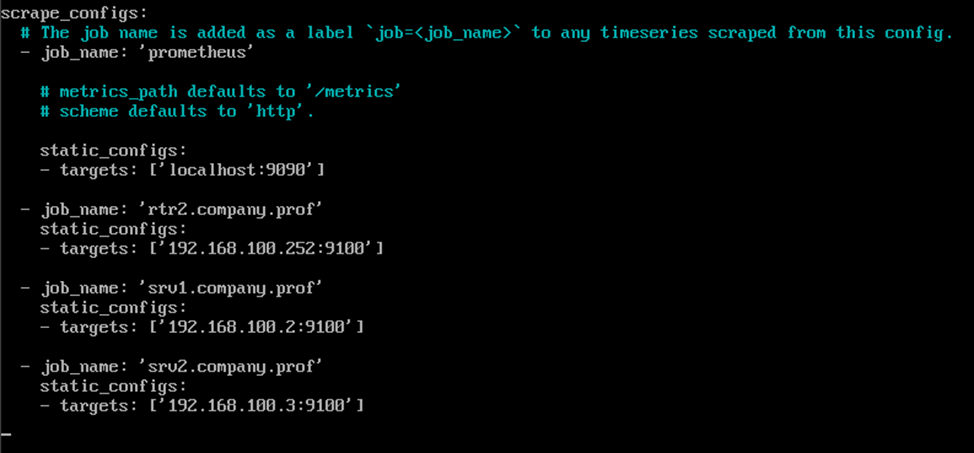 scrape_configs:
  # The job name is added as a label `job=<job_name>` to any timeseries scraped from this config.
  - job_name: 'prometheus'
    # metrics_path defaults to '/metrics'
    # scheme defaults to 'http'.
    static_configs:
    - targets: ['localhost:9090']
  - job_name: 'rtr2.company.prof'
    static_configs:
    - targets: ['192.168.100.252:9100']
  - job_name: 'srv1.company.prof'
    static_configs:
    - targets: ['192.168.100.2:9100']
  - job_name: 'srv2.company.prof'
    static_configs:
    - targets: ['192.168.100.3:9100']